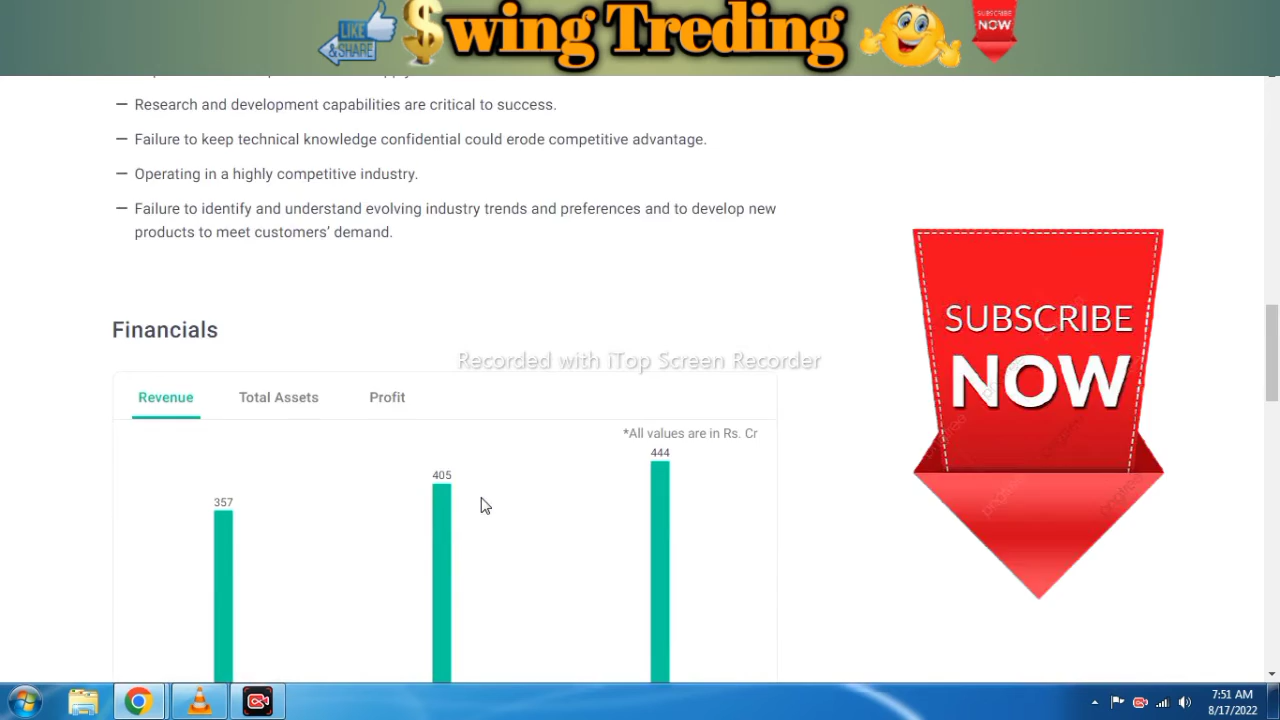 LIKE
&SHARE
$wing Treding
SUBSCRIBE
NOW
— Research and development capabilities are critical to success.
— Failure to keep technical knowledge confidential could erode competitive advantage.
— Operating in a highly competitive industry.
— Failure to identify and understand evolving industry trends and preferences and to develop new
products to meet customers’ demand.
SUBSCRIBE
NOW
Financials
Recorded with iTop Screen Recorder
Revenue Total Assets Profit
*All values are in Rs. Cr
357
405
444
7:51 AM
8/17/2022